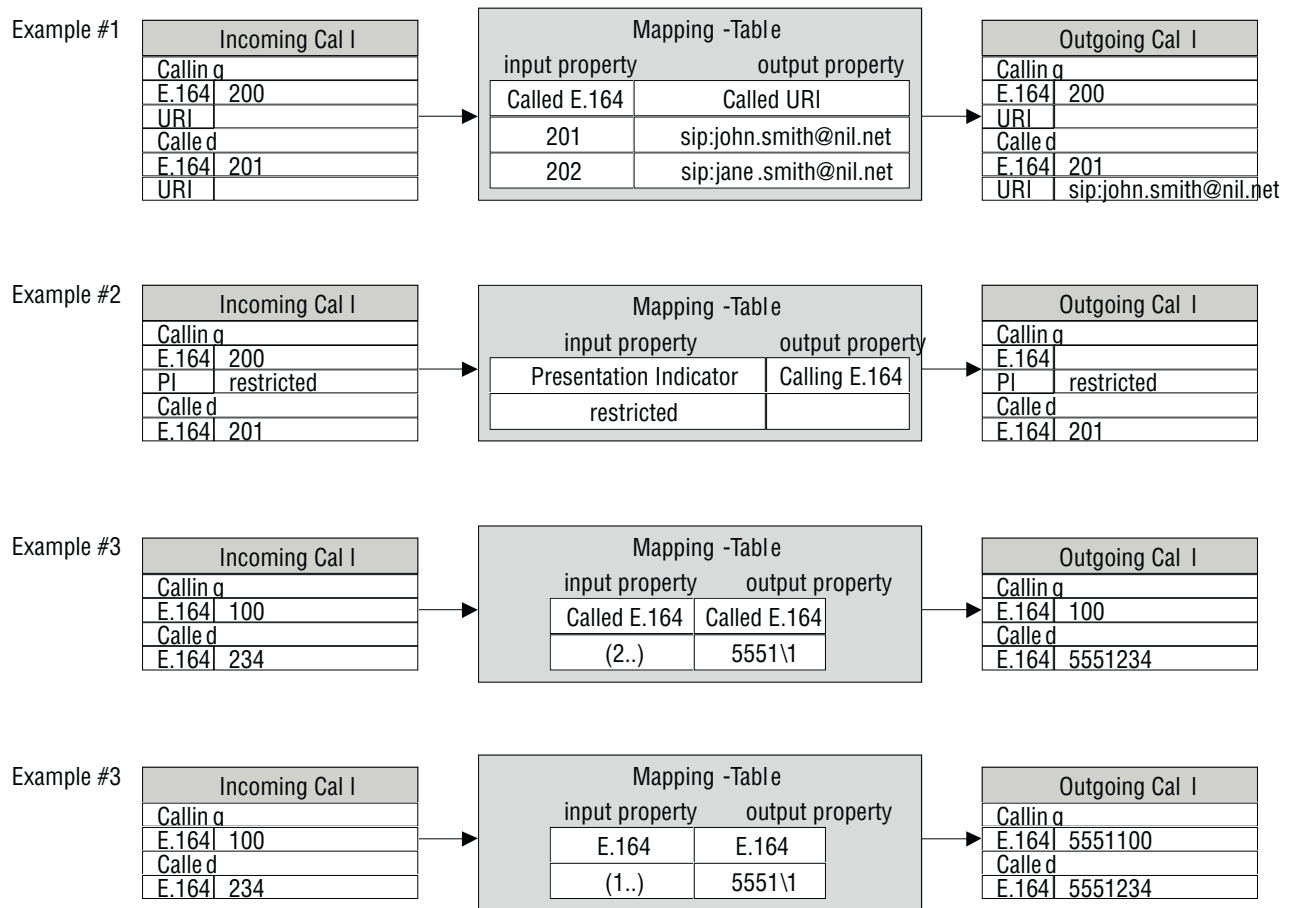 Example #1
Incoming Cal l
Callin g
E.164 200
URI
Calle d
E.164 201
URI
Mapping -Tabl e
input property output property
Called E.164 Called URI
201 sip:john.smith@nil.net
202 sip:jane .smith@nil.net
Outgoing Cal l
Callin g
E.164 200
URI
Calle d
E.164 201
URI sip:john.smith@nil.net
Example #2
Incoming Cal l
Callin g
E.164 200
PI restricted
Calle d
E.164 201
Mapping -Tabl e
input property output property
Presentation Indicator Calling E.164
restricted
Outgoing Cal l
Callin g
E.164
PI restricted
Calle d
E.164 201
Example #3
Incoming Cal l
Callin g
E.164 100
Calle d
E.164 234
Mapping -Tabl e
input property output property
Called E.164 Called E.164
(2..) 5551\1
Outgoing Cal l
Callin g
E.164 100
Calle d
E.164 5551234
Example #3
Incoming Cal l
Callin g
E.164 100
Calle d
E.164 234
Mapping -Tabl e
input property output property
E.164 E.164
(1..) 5551\1
Outgoing Cal l
Callin g
E.164 5551100
Calle d
E.164 5551234